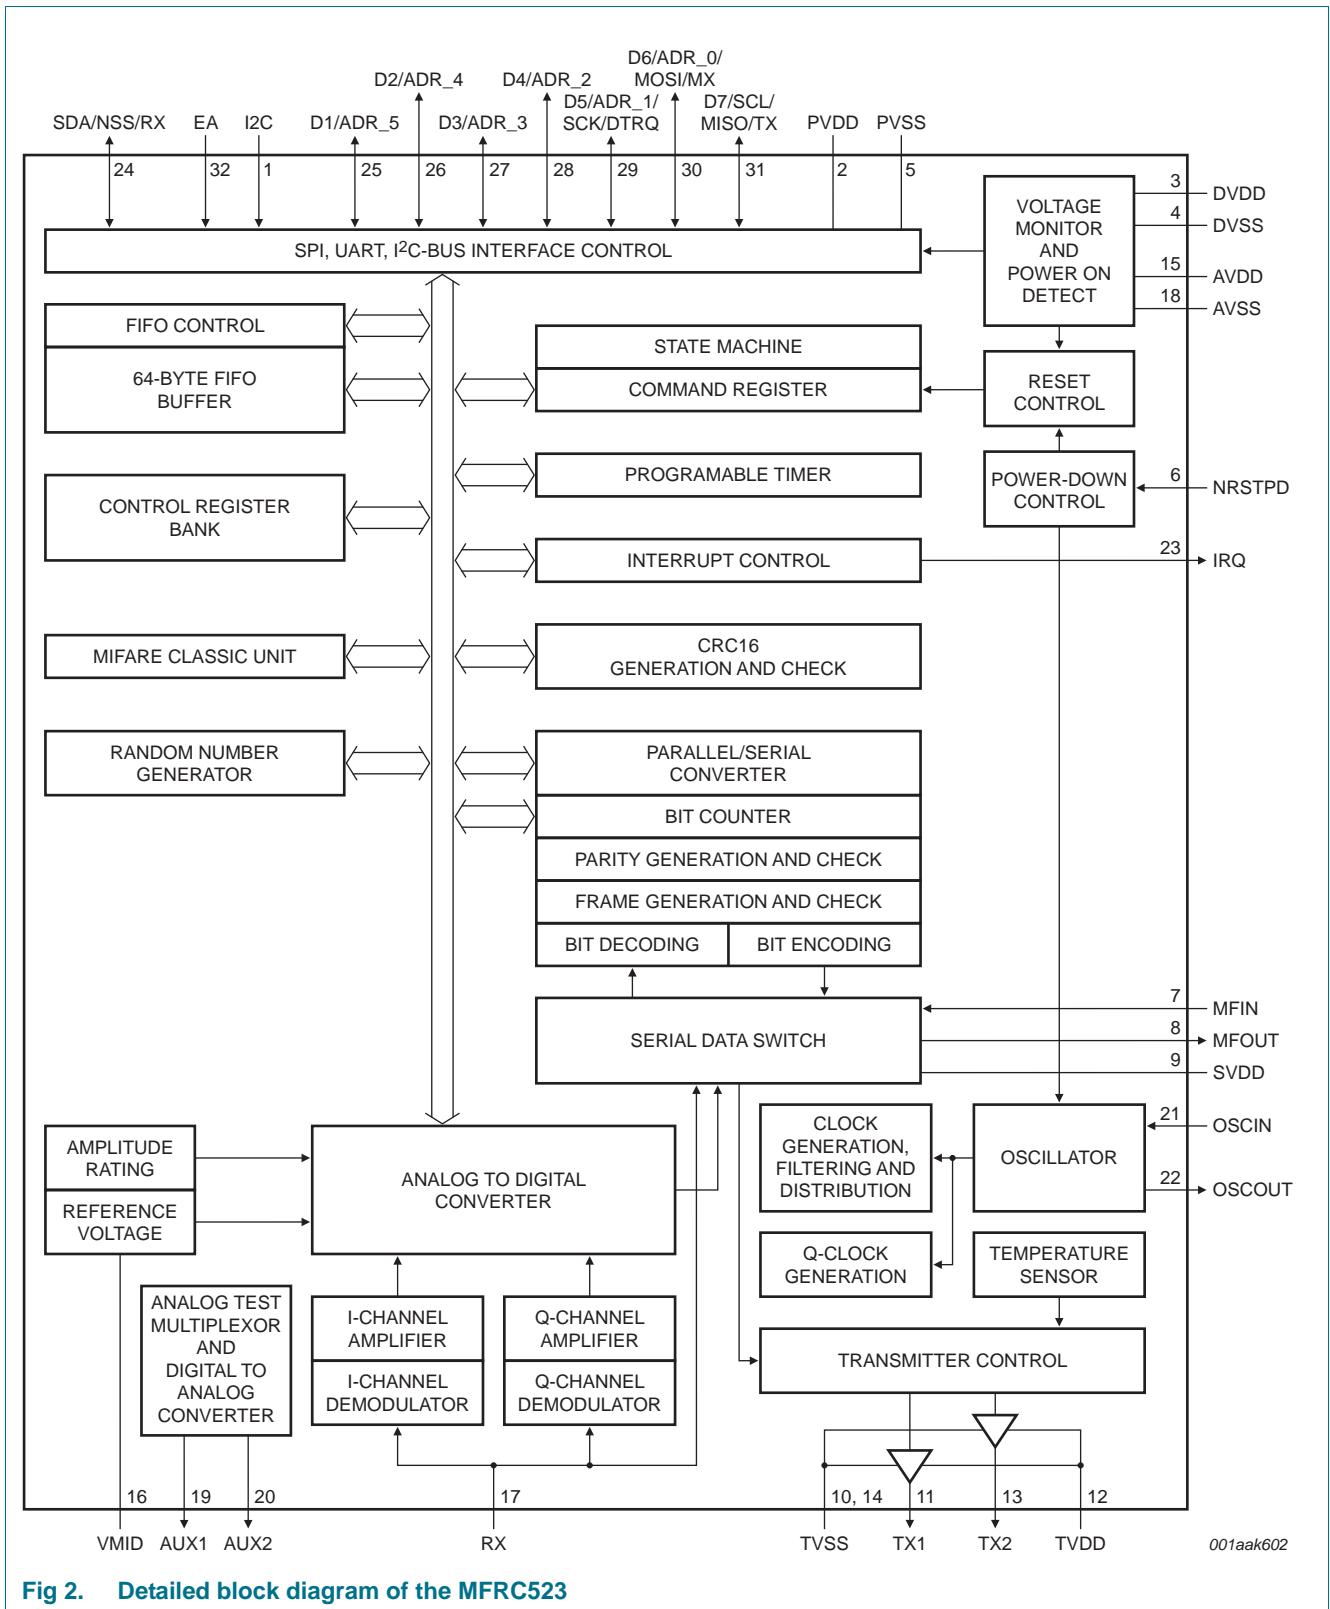 D6/ADR_0/
MOSI/MX
D2/ADR_4
D4/ADR_2
D5/ADR_1/
SCK/DTRQ
D7/SCL/
MISO/TX
SDA/NSS/RX
EA
I2C
D1/ADR_5
D3/ADR_3
PVDD
PVSS
24
32
1
25
26
27
28
29
30
31
2
5
SPI, UART, I2C-BUS INTERFACE CONTROL
VOLTAGE
MONITOR
AND
POWER ON
DETECT
3
DVDD
4
DVSS
15
AVDD
18
AVSS
FIFO CONTROL
64-BYTE FIFO
BUFFER
STATE MACHINE
COMMAND REGISTER
RESET
CONTROL
CONTROL REGISTER
BANK
PROGRAMABLE TIMER
POWER-DOWN
CONTROL
6
NRSTPD
INTERRUPT CONTROL
23
IRQ
MIFARE CLASSIC UNIT
CRC16
GENERATION AND CHECK
RANDOM NUMBER
GENERATOR
PARALLEL/SERIAL
CONVERTER
BIT COUNTER
PARITY GENERATION AND CHECK
FRAME GENERATION AND CHECK
BIT DECODING
BIT ENCODING
SERIAL DATA SWITCH
7
MFIN
8
MFOUT
9
SVDD
AMPLITUDE
RATING
REFERENCE
VOLTAGE
ANALOG TO DIGITAL
CONVERTER
CLOCK
GENERATION,
FILTERING AND
DISTRIBUTION
OSCILLATOR
21
OSCIN
22
OSCOUT
Q-CLOCK
GENERATION
TEMPERATURE
SENSOR
ANALOG TEST
MULTIPLEXOR
AND
DIGITAL TO
ANALOG
CONVERTER
I-CHANNEL
AMPLIFIER
I-CHANNEL
DEMODULATOR
Q-CHANNEL
AMPLIFIER
Q-CHANNEL
DEMODULATOR
TRANSMITTER CONTROL
16
19
20
17
10, 14
11
13
12
VMID
AUX1
AUX2
RX
TVSS
TX1
TX2
TVDD
001aak602
Fig 2. Detailed block diagram of the MFRC523